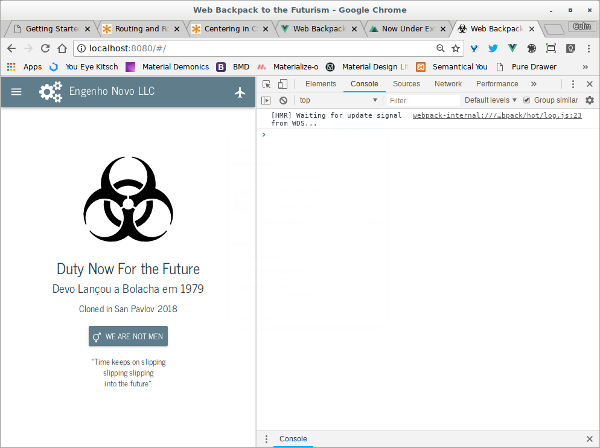 Web Backpack to the Futurism - Google Chrome
Getting Starte
Routing and Ro
Centering in C
Web Backpack
Now Under Ex
Web Backpack
Colin
localhost:8080/#/
Apps
You Eye Kitsch
Material Demonics
Bootstrap
BMD
Materialize-o
Material Design Li
Semantical You
Pure Drawer
»
Engenho Novo LLC
Elements
Console
Sources
Network
Performance
»
top
Filter
Default levels
Group similar
[HMR] Waiting for update signal
from WDS...
webpack-internal:///…bpack/hot/log.js:23
Duty Now For the Future
Devo Lançou a Bolacha em 1979
Cloned in San Pavlov 2018
WE ARE NOT MEN
"Time keeps on slipping
slipping slipping
into the future"
Console